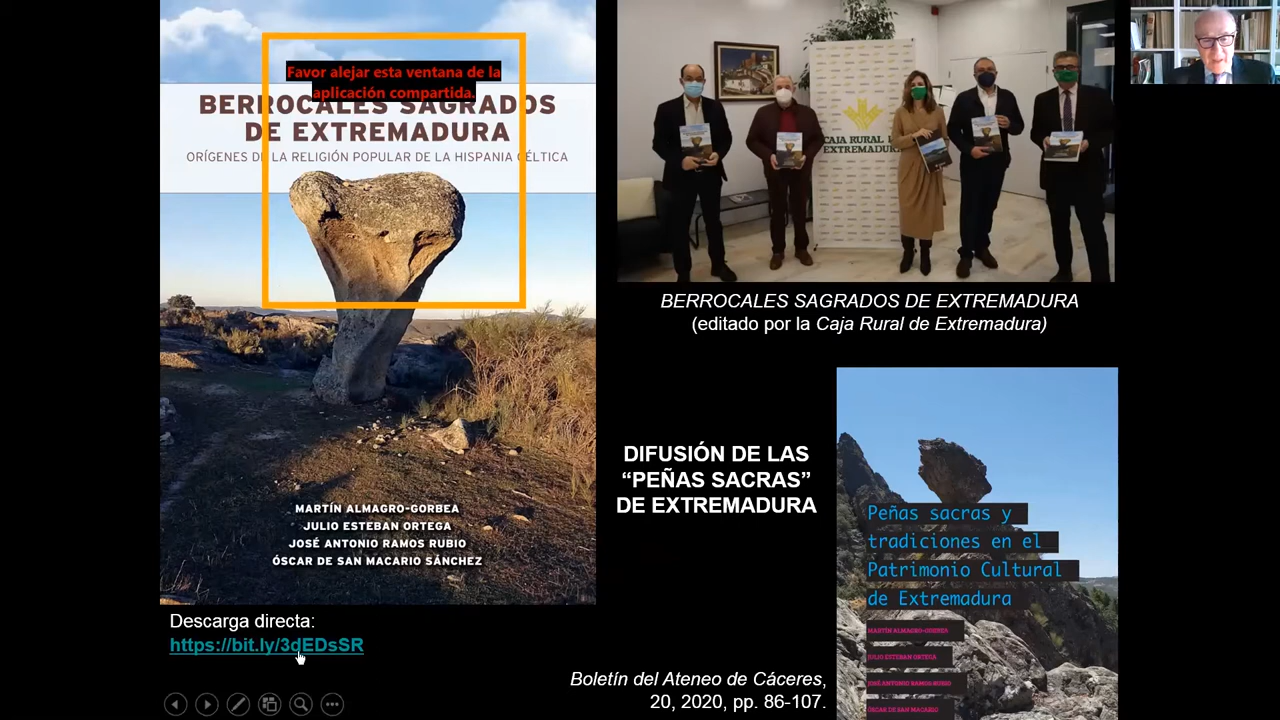 Favor alejar esta ventana de la
aplicación compartida.
BERROCALES SAGRADOS
DE EXTREMADURA
ORÍGENES DE LA RELIGIÓN POPULAR DE LA HISPANIA CÉLTICA
MARTÍN ALMAGRO-GORBEA
JULIO ESTEBAN ORTEGA
JOSÉ ANTONIO RAMOS RUBIO
ÓSCAR DE SAN MACARIO SÁNCHEZ
Descarga directa:
https://bit.ly/3dEDsSR
CAJA RURAL
EXTREMADURA
BERROCALES SAGRADOS DE EXTREMADURA
(editado por la Caja Rural de Extremadura)
DIFUSIÓN DE LAS
“PEÑAS SACRAS”
DE EXTREMADURA
Peñas sacras y
tradiciones en el
Patrimonio Cultural
de Extremadura
MARTÍN ALMAGRO-GORBEA
JULIO ESTEBAN ORTEGA
JOSÉ ANTONIO RAMOS RUBIO
ÓSCAR DE SAN MACARIO
Boletín del Ateneo de Cáceres,
20, 2020, pp. 86-107.